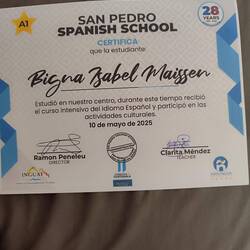 A1
SAN PEDRO
SPANISH SCHOOL
28
YEARS
CERTIFICA
que la estudiante:
Bigna Isabel Maissen
Estudió en nuestro centro, durante este tiempo recibió
el curso intensivo del idioma Español y participó en las
actividades culturales.
10 de mayo de 2025
Ramon Peneleu
DIRECTOR
Clarita Méndez
TEACHER
INGUAT